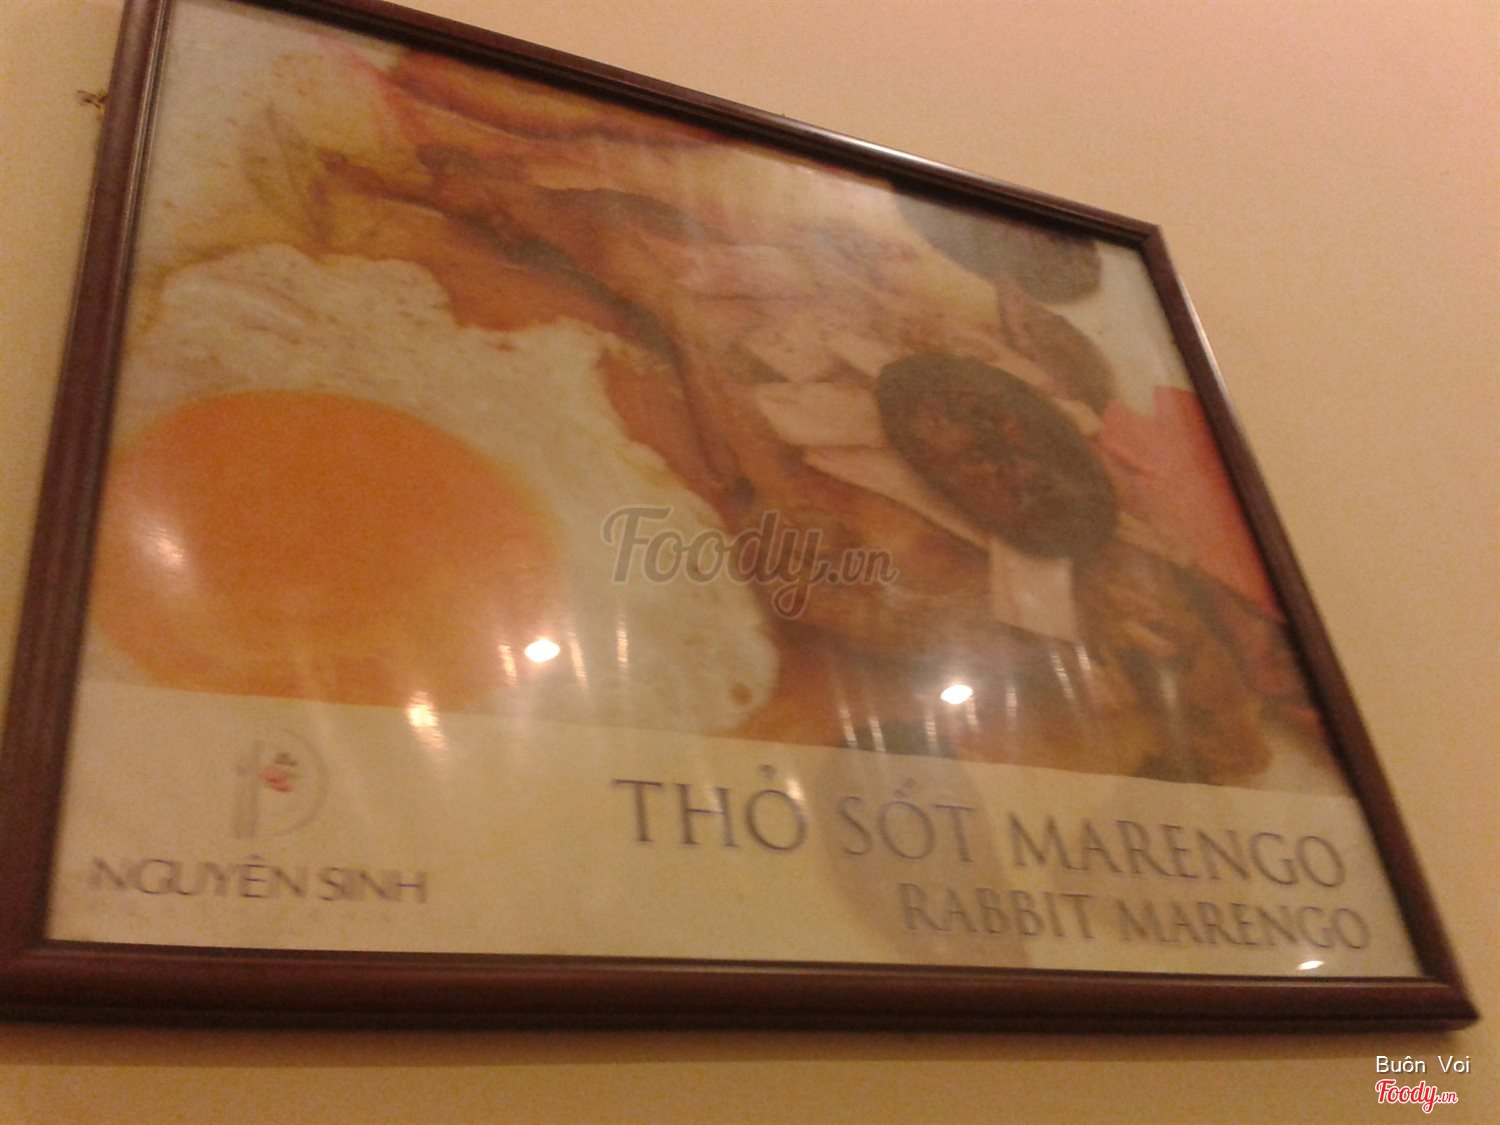 Foody.vn
THỎ SỐT MARENGO
RABBIT MARENGO
NGUYÊN SINH
Buôn Voi
Foody.vn